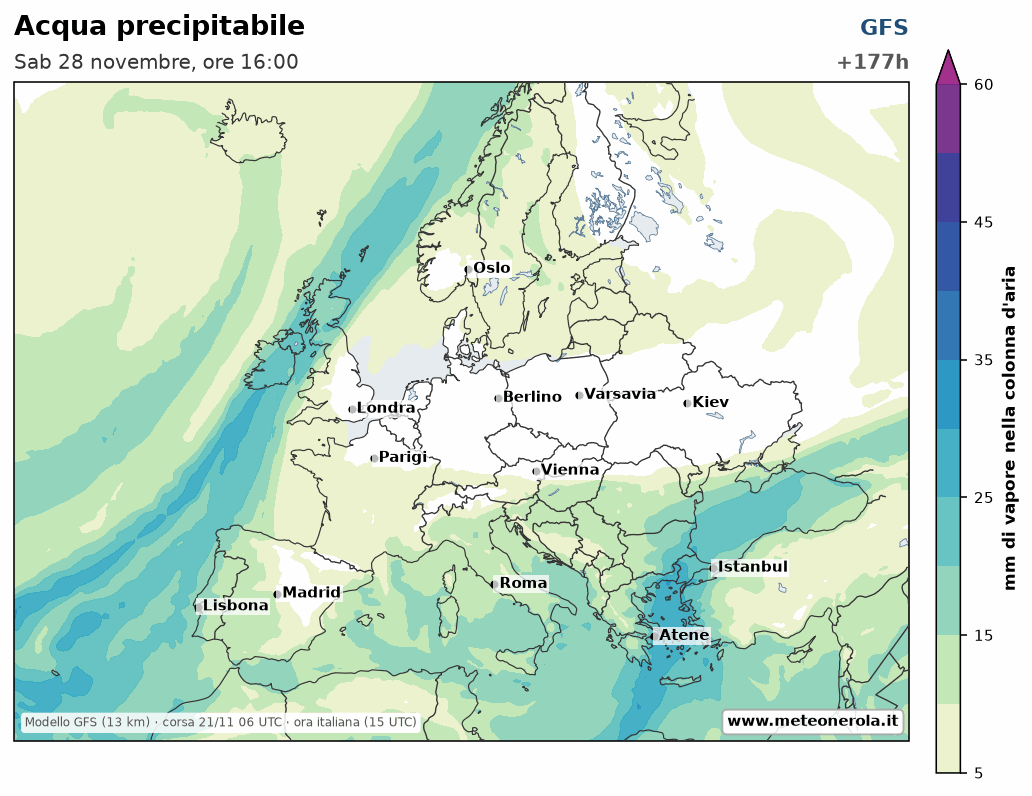 Acqua precipitabile
GFS
Sab 28 novembre, ore 16:00
+177h
60
45
35
25
15
5
mm di vapore nella colonna d'aria
Oslo
Londra
Berlino
Varsavia
Kiev
Parigi
Vienna
Istanbul
Madrid
Roma
Lisbona
Atene
Modello GFS (13 km) · corsa 21/11 06 UTC · ora italiana (15 UTC)
www.meteonerola.it